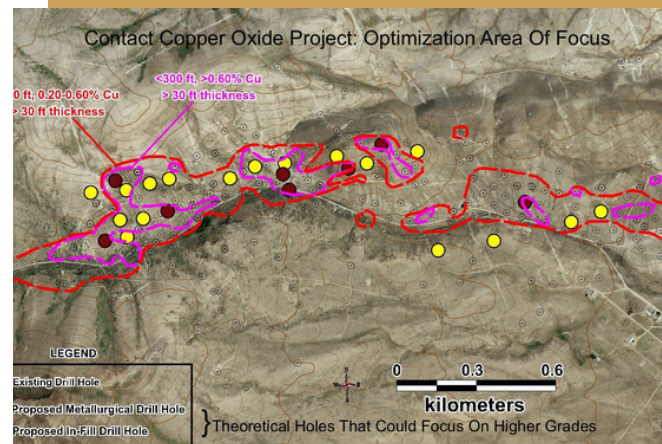 Contact Copper Oxide Project: Optimization Area Of Focus
<300 ft, >0.60% Cu
> 30 ft thickness
0 ft, 0.20-0.60% Cu
> 30 ft thickness
LEGEND
Existing Drill Hole
Proposed Metallurgical Drill Hole
Proposed In-Fill Drill Hole
} Theoretical Holes That Could Focus On Higher Grades
0 0.3 0.6
kilometers